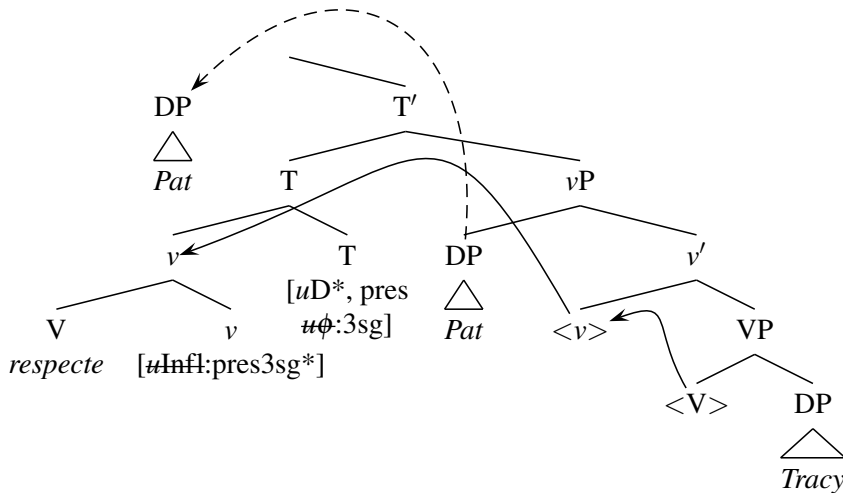 DP T′
Pat T vP
v T DP v′
[uD*, pres
V v uϕ:3sg] Pat <v> VP
respecte [uInfl:pres3sg*]
<V> DP
Tracy